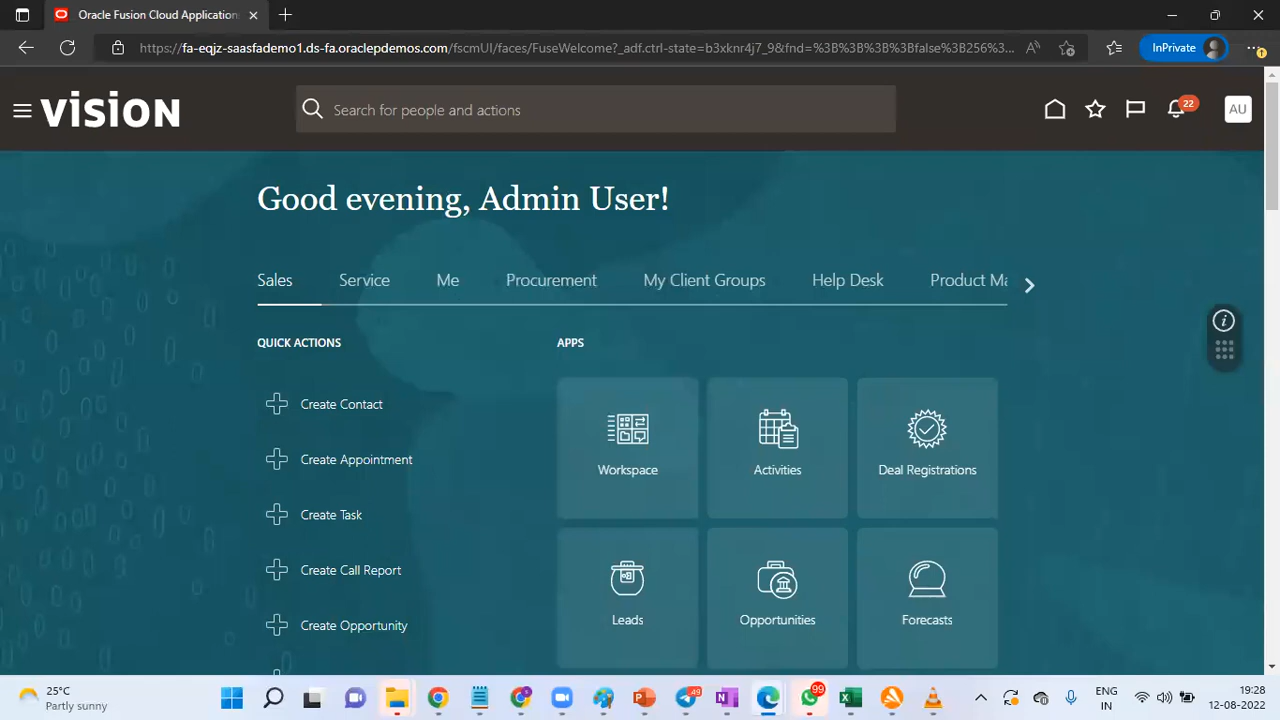 Oracle Fusion Cloud Application
https://fa-eqjz-saasfademo1.ds-fa.oraclepdemos.com/fscmUI/faces/FuseWelcome?_adf.ctrl-state=b3xknr4j7_9&fnd=%3B%3B%3B%3Bfalse%3B256%3...
InPrivate
vision
Search for people and actions
22
AU
Good evening, Admin User!
Sales Service Me Procurement My Client Groups Help Desk Product Ma
QUICK ACTIONS
Create Contact
Create Appointment
Create Task
Create Call Report
Create Opportunity
APPS
Workspace Activities Deal Registrations
Leads Opportunities Forecasts
25°C
Partly sunny
49
99
ENG
IN
19:28
12-08-2022